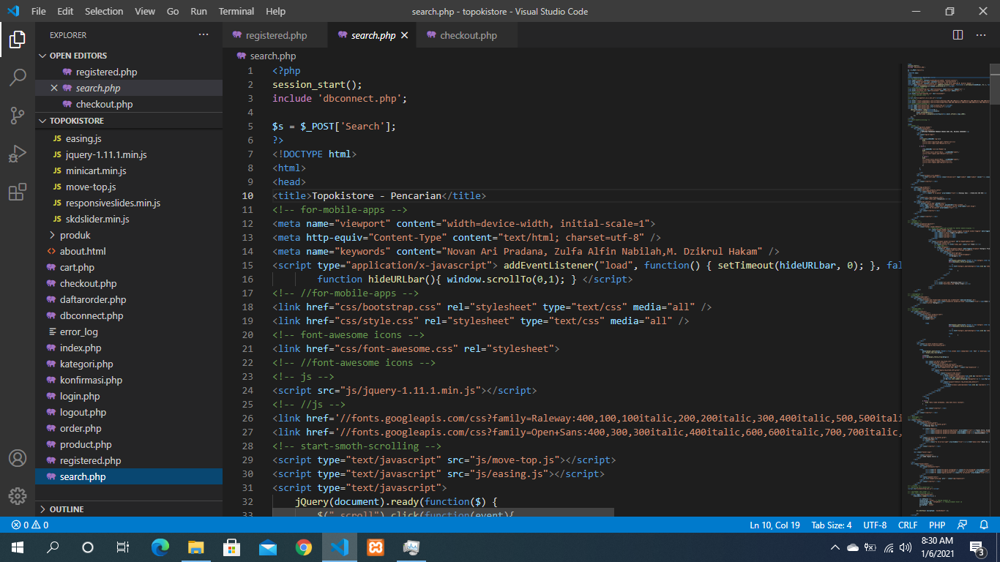 File Edit Selection View Go Run Terminal Help
search.php - topokistore - Visual Studio Code
EXPLORER
OPEN EDITORS
registered.php
search.php
checkout.php
TOPOKISTORE
JS easing.js
JS jquery-1.11.1.min.js
JS minicart.min.js
JS move-top.js
JS responsiveslides.min.js
JS skdslider.min.js
produk
<> about.html
cart.php
checkout.php
daftarorder.php
dbconnect.php
error_log
index.php
kategori.php
konfirmasi.php
login.php
logout.php
order.php
product.php
registered.php
search.php
OUTLINE
registered.php search.php checkout.php
search.php
1 <?php
2 session_start();
3 include 'dbconnect.php';
4
5 $s = $_POST['Search'];
6 ?>
7 <!DOCTYPE html>
8 <html>
9 <head>
10 <title>Topokistore - Pencarian</title>
11 <!-- for-mobile-apps -->
12 <meta name="viewport" content="width=device-width, initial-scale=1">
13 <meta http-equiv="Content-Type" content="text/html; charset=utf-8" />
14 <meta name="keywords" content="Novan Ari Pradana, Zulfa Alfin Nabilah,M. Dzikrul Hakam" />
15 <script type="application/x-javascript"> addEventListener("load", function() { setTimeout(hideURLbar, 0); }, fal
16 function hideURLbar(){ window.scrollTo(0,1); } </script>
17 <!-- //for-mobile-apps -->
18 <link href="css/bootstrap.css" rel="stylesheet" type="text/css" media="all" />
19 <link href="css/style.css" rel="stylesheet" type="text/css" media="all" />
20 <!-- font-awesome icons -->
21 <link href="css/font-awesome.css" rel="stylesheet">
22 <!-- //font-awesome icons -->
23 <!-- js -->
24 <script src="js/jquery-1.11.1.min.js"></script>
25 <!-- //js -->
26 <link href='//fonts.googleapis.com/css?family=Raleway:400,100,100italic,200,200italic,300,400italic,500,500itali
27 <link href='//fonts.googleapis.com/css?family=Open+Sans:400,300,300italic,400italic,600,600italic,700,700italic,
28 <!-- start-smoth-scrolling -->
29 <script type="text/javascript" src="js/move-top.js"></script>
30 <script type="text/javascript" src="js/easing.js"></script>
31 <script type="text/javascript">
32 jQuery(document).ready(function($) {
33 $(".scroll").click(function(event){
0 0
Ln 10, Col 19 Tab Size: 4 UTF-8 CRLF PHP
8:30 AM
1/6/2021
3